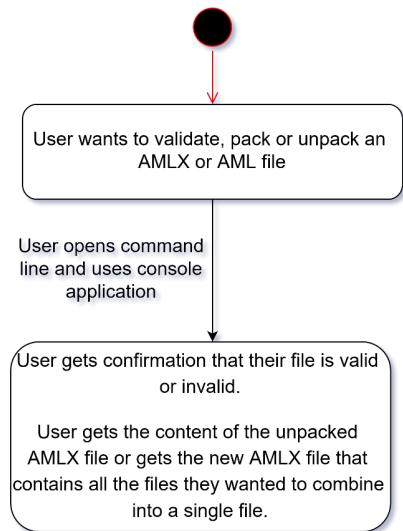 User wants to validate, pack or unpack an
AMLX or AML file
User opens command
line and uses console
application
User gets confirmation that their file is valid
or invalid.
User gets the content of the unpacked
AMLX file or gets the new AMLX file that
contains all the files they wanted to combine
into a single file.